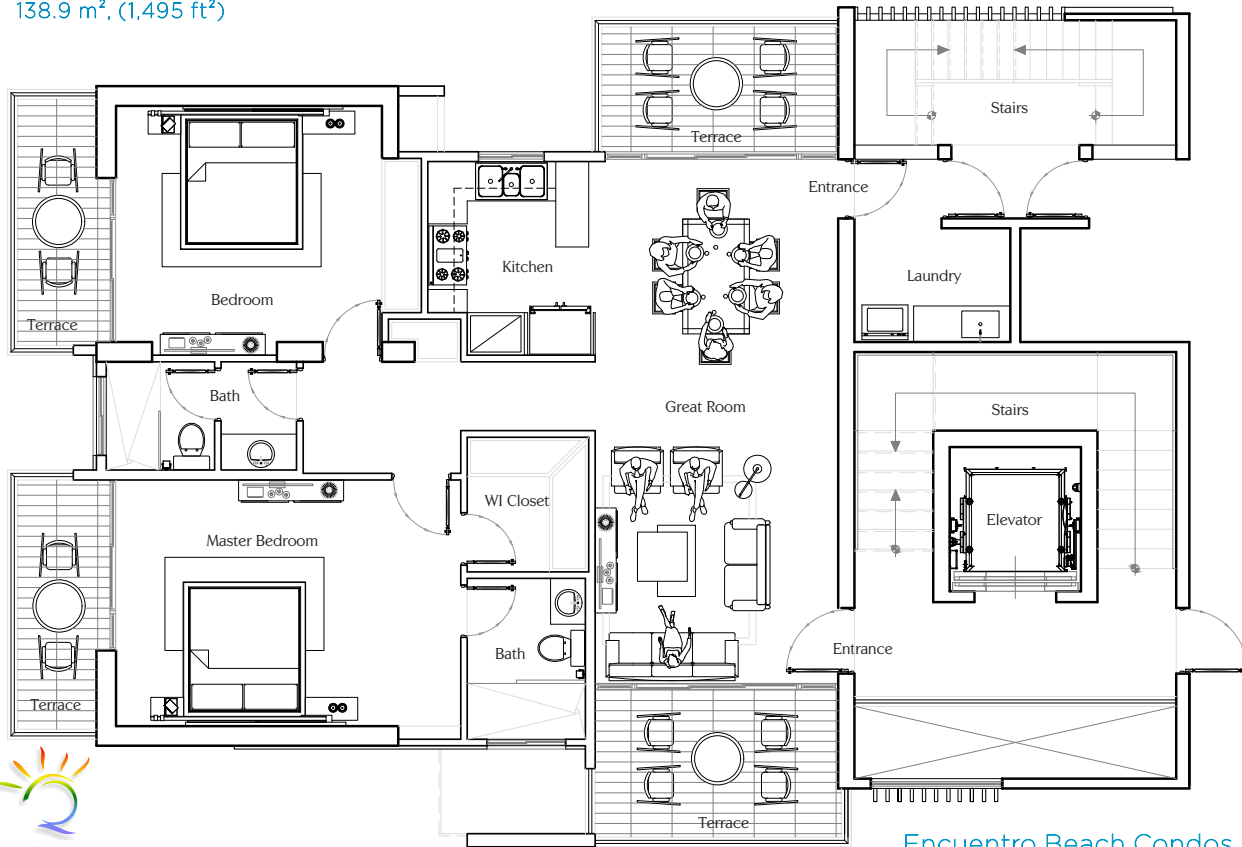 138.9 m², (1,495 ft²)
Terrace
Stairs
Entrance
Kitchen
Laundry
Bedroom
Terrace
Bath
Great Room
Stairs
WI Closet
Elevator
Master Bedroom
Entrance
Bath
Terrace
Terrace
Encuentro Beach Condos